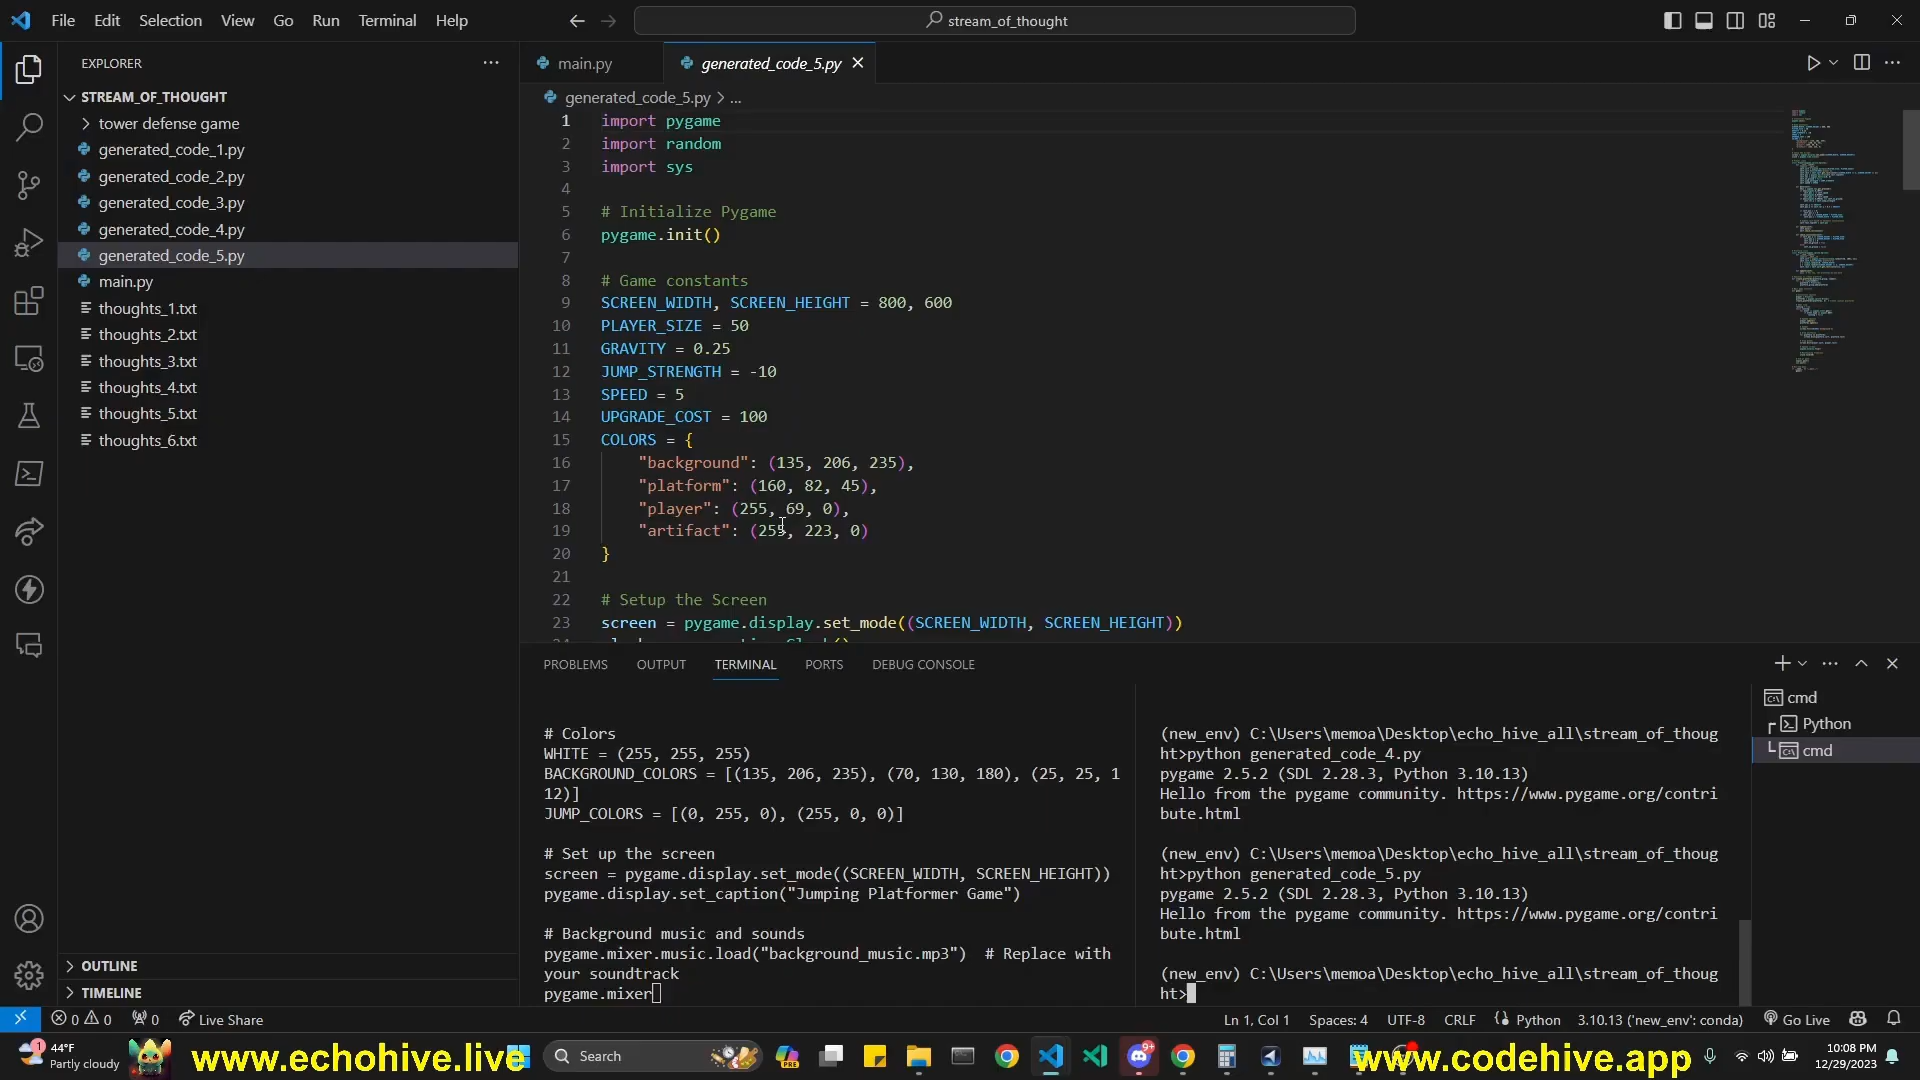 File Edit Selection View Go Run Terminal Help
stream_of_thought
EXPLORER
STREAM_OF_THOUGHT
tower defense game
generated_code_1.py
generated_code_2.py
generated_code_3.py
generated_code_4.py
generated_code_5.py
main.py
thoughts_1.txt
thoughts_2.txt
thoughts_3.txt
thoughts_4.txt
thoughts_5.txt
thoughts_6.txt
OUTLINE
TIMELINE
main.py generated_code_5.py
generated_code_5.py > ...
1 import pygame
2 import random
3 import sys
4
5 # Initialize Pygame
6 pygame.init()
7
8 # Game constants
9 SCREEN_WIDTH, SCREEN_HEIGHT = 800, 600
10 PLAYER_SIZE = 50
11 GRAVITY = 0.25
12 JUMP_STRENGTH = -10
13 SPEED = 5
14 UPGRADE_COST = 100
15 COLORS = {
16 "background": (135, 206, 235),
17 "platform": (160, 82, 45),
18 "player": (255, 69, 0),
19 "artifact": (255, 223, 0)
20 }
21
22 # Setup the Screen
23 screen = pygame.display.set_mode((SCREEN_WIDTH, SCREEN_HEIGHT))
PROBLEMS OUTPUT TERMINAL PORTS DEBUG CONSOLE
# Colors
WHITE = (255, 255, 255)
BACKGROUND_COLORS = [(135, 206, 235), (70, 130, 180), (25, 25, 1
12)]
JUMP_COLORS = [(0, 255, 0), (255, 0, 0)]
# Set up the screen
screen = pygame.display.set_mode((SCREEN_WIDTH, SCREEN_HEIGHT))
pygame.display.set_caption("Jumping Platformer Game")
# Background music and sounds
pygame.mixer.music.load("background_music.mp3")  # Replace with
your soundtrack
pygame.mixer
(new_env) C:\Users\memoa\Desktop\echo_hive_all\stream_of_thoug
ht>python generated_code_4.py
pygame 2.5.2 (SDL 2.28.3, Python 3.10.13)
Hello from the pygame community. https://www.pygame.org/contri
bute.html
(new_env) C:\Users\memoa\Desktop\echo_hive_all\stream_of_thoug
ht>python generated_code_5.py
pygame 2.5.2 (SDL 2.28.3, Python 3.10.13)
Hello from the pygame community. https://www.pygame.org/contri
bute.html
(new_env) C:\Users\memoa\Desktop\echo_hive_all\stream_of_thoug
ht>
cmd
Python
cmd
0 0 0 Live Share
Ln 1, Col 1 Spaces: 4 UTF-8 CRLF Python 3.10.13 ('new_env': conda) Go Live
1 44°F
Partly cloudy
www.echohive.live
Search
PRE
9+
www.codehive.app
10:08 PM
12/29/2023